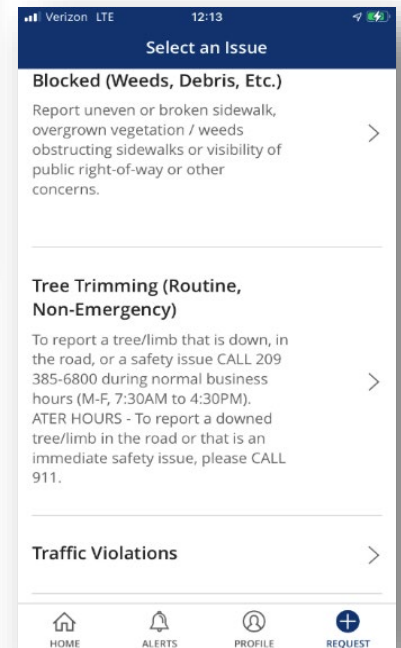 Verizon LTE 12:13
Select an Issue
Blocked (Weeds, Debris, Etc.)
Report uneven or broken sidewalk,
overgrown vegetation / weeds
obstructing sidewalks or visibility of
public right-of-way or other
concerns.
Tree Trimming (Routine,
Non-Emergency)
To report a tree/limb that is down, in
the road, or a safety issue CALL 209
385-6800 during normal business
hours (M-F, 7:30AM to 4:30PM).
ATER HOURS - To report a downed
tree/limb in the road or that is an
immediate safety issue, please CALL
911.
Traffic Violations
HOME ALERTS PROFILE REQUEST